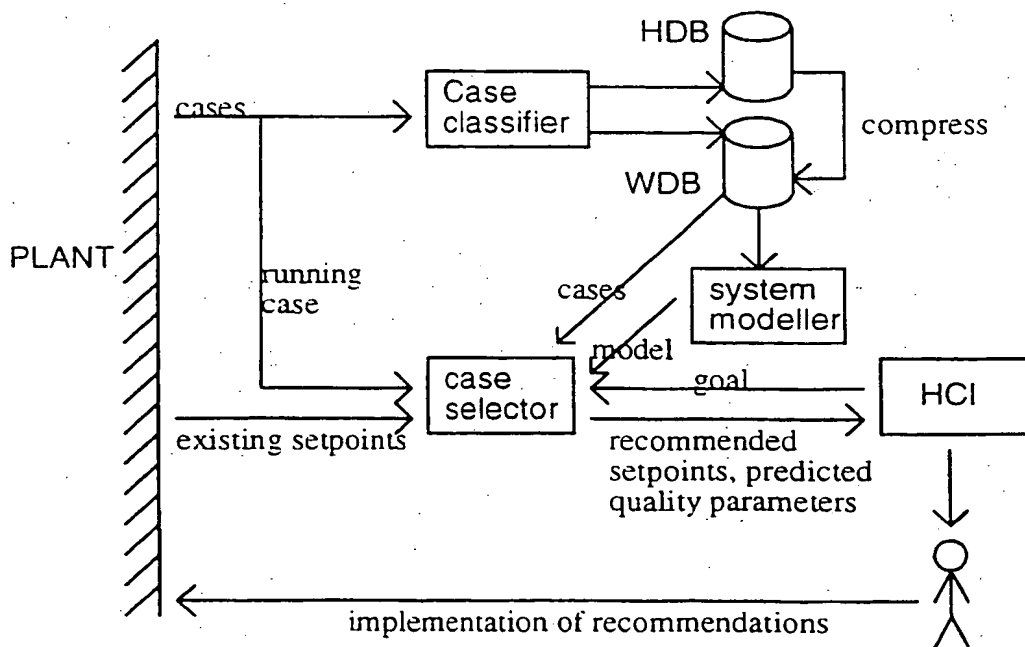 HDB
cases
Case
classifier
compress
WDB
PLANT
running
case
cases
system
modeller
model
case
selector
goal
HCI
existing setpoints
recommended
setpoints, predicted
quality parameters
implementation of recommendations